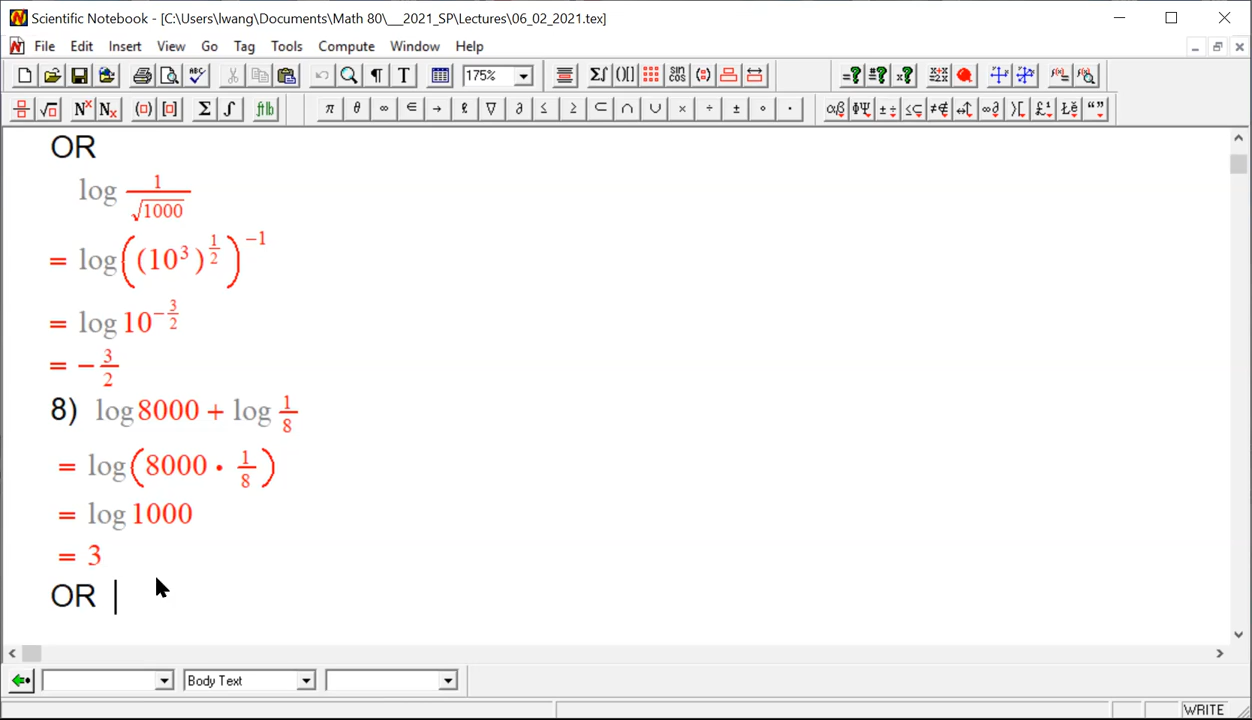 Scientific Notebook - [C:\Users\lwang\Documents\Math 80\__2021_SP\Lectures\06_02_2021.tex]
File Edit Insert View Go Tag Tools Compute Window Help
175%
OR
log 1/√1000
= log((10³)^(1/2))^(-1)
= log 10^(-3/2)
= -3/2
8) log 8000 + log 1/8
= log(8000 • 1/8)
= log 1000
= 3
OR
Body Text
WRITE